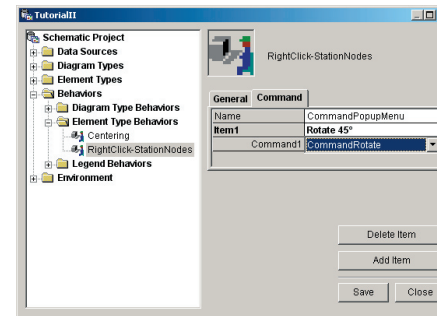 TutorialII
Schematic Project
Data Sources
Diagram Types
Element Types
Behaviors
Diagram Type Behaviors
Element Type Behaviors
Centering
RightClick-StationNodes
Legend Behaviors
Environment
RightClick-StationNodes
General Command
Name CommandPopupMenu
Item1 Rotate 45°
Command1 CommandRotate
Delete Item
Add Item
Save Close